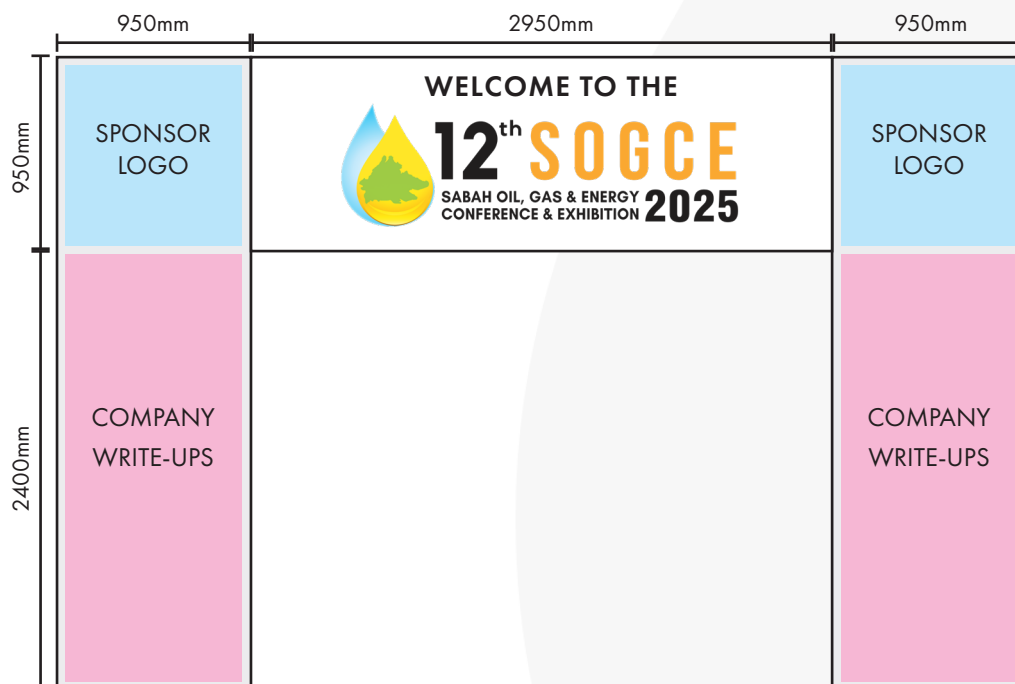 950mm
2950mm
950mm
950mm
2400mm
SPONSOR
LOGO
WELCOME TO THE
12th SOGCE
SABAH OIL, GAS & ENERGY
CONFERENCE & EXHIBITION 2025
SPONSOR
LOGO
COMPANY
WRITE-UPS
COMPANY
WRITE-UPS